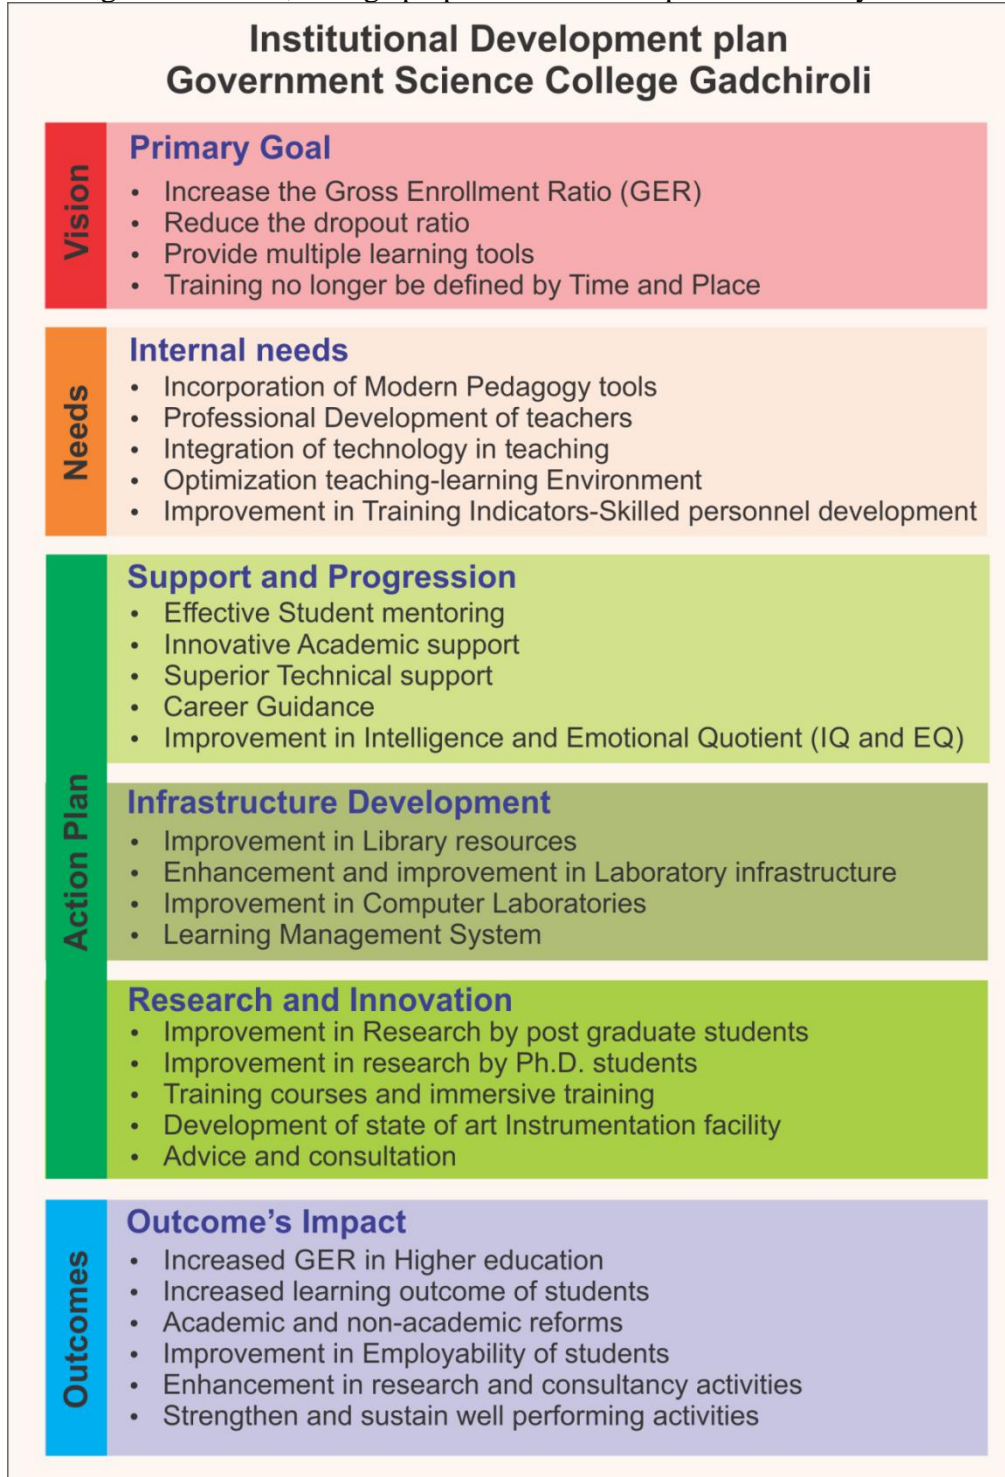 Institutional Development plan
Government Science College Gadchiroli
Vision
Primary Goal
• Increase the Gross Enrollment Ratio (GER)
• Reduce the dropout ratio
• Provide multiple learning tools
• Training no longer be defined by Time and Place
Needs
Internal needs
• Incorporation of Modern Pedagogy tools
• Professional Development of teachers
• Integration of technology in teaching
• Optimization teaching-learning Environment
• Improvement in Training Indicators-Skilled personnel development
Action Plan
Support and Progression
• Effective Student mentoring
• Innovative Academic support
• Superior Technical support
• Career Guidance
• Improvement in Intelligence and Emotional Quotient (IQ and EQ)
Infrastructure Development
• Improvement in Library resources
• Enhancement and improvement in Laboratory infrastructure
• Improvement in Computer Laboratories
• Learning Management System
Research and Innovation
• Improvement in Research by post graduate students
• Improvement in research by Ph.D. students
• Training courses and immersive training
• Development of state of art Instrumentation facility
• Advice and consultation
Outcomes
Outcome's Impact
• Increased GER in Higher education
• Increased learning outcome of students
• Academic and non-academic reforms
• Improvement in Employability of students
• Enhancement in research and consultancy activities
• Strengthen and sustain well performing activities